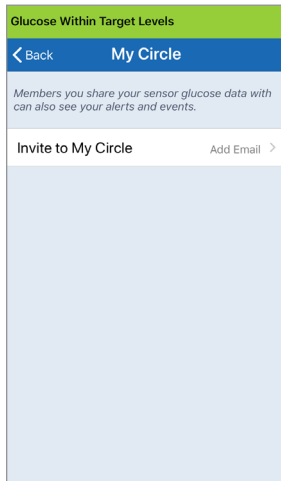 Glucose Within Target Levels
Back My Circle
Members you share your sensor glucose data with
can also see your alerts and events.
Invite to My Circle Add Email